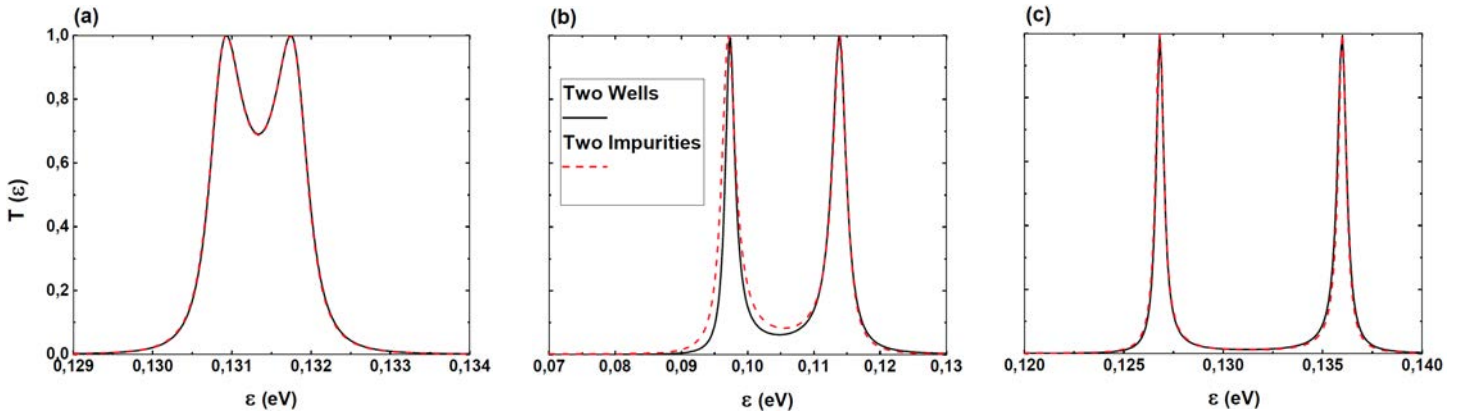 (a)
(b)
(c)
1,0
0,8
0,6
0,4
0,2
0,0
T (ε)
0,129 0,130 0,131 0,132 0,133 0,134
ε (eV)
Two Wells
Two Impurities
0,07 0,08 0,09 0,10 0,11 0,12 0,13
ε (eV)
0,120 0,125 0,130 0,135 0,140
ε (eV)